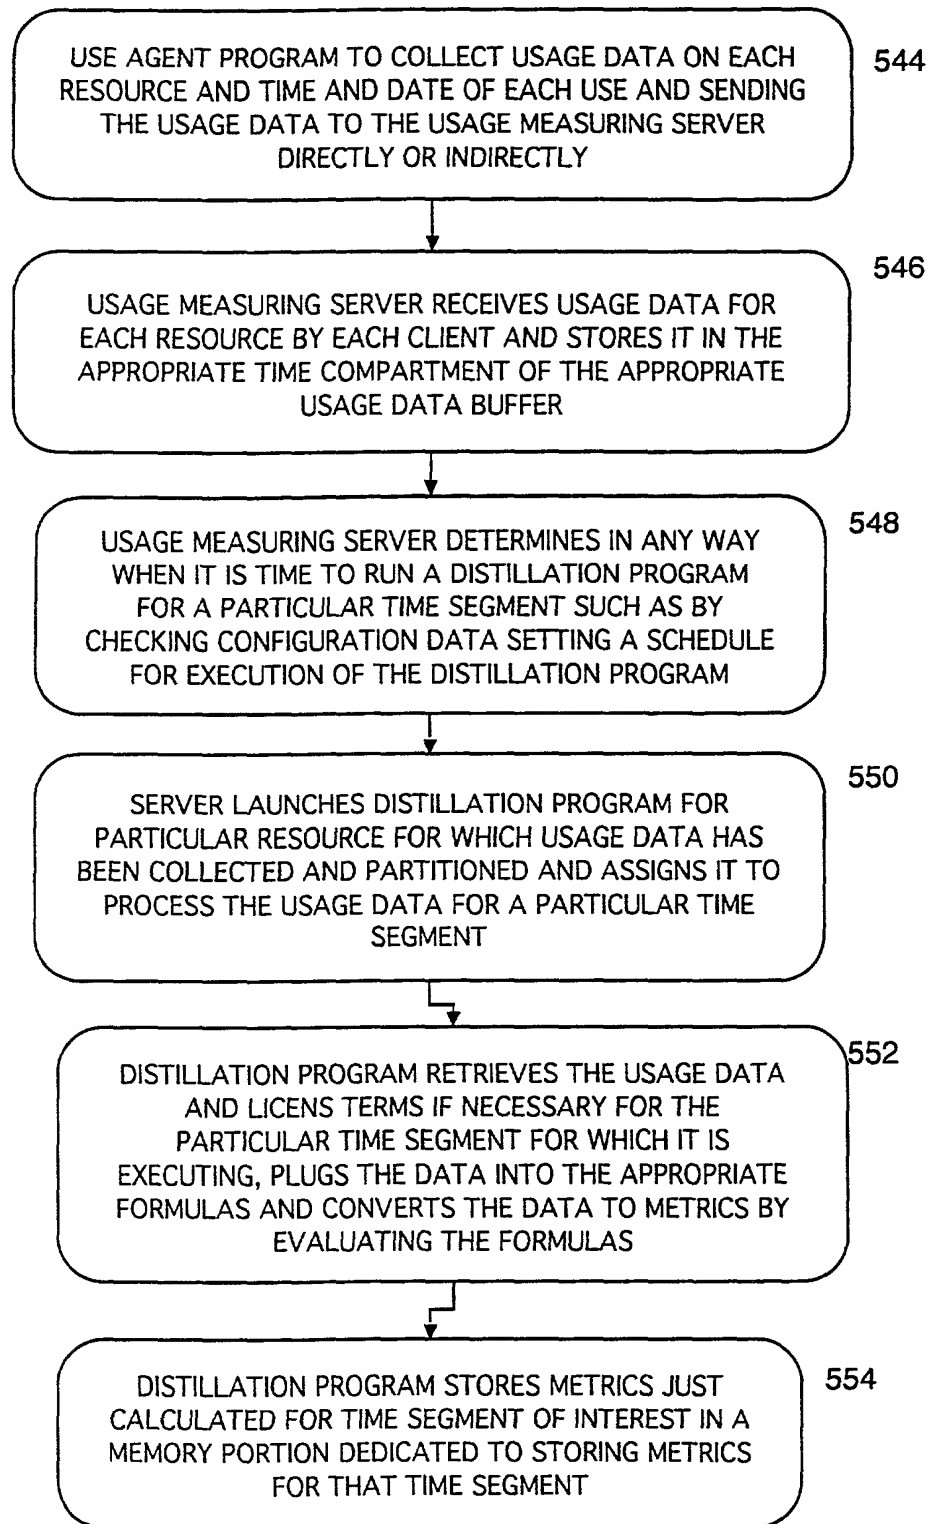 USE AGENT PROGRAM TO COLLECT USAGE DATA ON EACH
RESOURCE AND TIME AND DATE OF EACH USE AND SENDING
THE USAGE DATA TO THE USAGE MEASURING SERVER
DIRECTLY OR INDIRECTLY
544
USAGE MEASURING SERVER RECEIVES USAGE DATA FOR
EACH RESOURCE BY EACH CLIENT AND STORES IT IN THE
APPROPRIATE TIME COMPARTMENT OF THE APPROPRIATE
USAGE DATA BUFFER
546
USAGE MEASURING SERVER DETERMINES IN ANY WAY
WHEN IT IS TIME TO RUN A DISTILLATION PROGRAM
FOR A PARTICULAR TIME SEGMENT SUCH AS BY
CHECKING CONFIGURATION DATA SETTING A SCHEDULE
FOR EXECUTION OF THE DISTILLATION PROGRAM
548
SERVER LAUNCHES DISTILLATION PROGRAM FOR
PARTICULAR RESOURCE FOR WHICH USAGE DATA HAS
BEEN COLLECTED AND PARTITIONED AND ASSIGNS IT TO
PROCESS THE USAGE DATA FOR A PARTICULAR TIME
SEGMENT
550
DISTILLATION PROGRAM RETRIEVES THE USAGE DATA
AND LICENS TERMS IF NECESSARY FOR THE
PARTICULAR TIME SEGMENT FOR WHICH IT IS
EXECUTING, PLUGS THE DATA INTO THE APPROPRIATE
FORMULAS AND CONVERTS THE DATA TO METRICS BY
EVALUATING THE FORMULAS
552
DISTILLATION PROGRAM STORES METRICS JUST
CALCULATED FOR TIME SEGMENT OF INTEREST IN A
MEMORY PORTION DEDICATED TO STORING METRICS
FOR THAT TIME SEGMENT
554